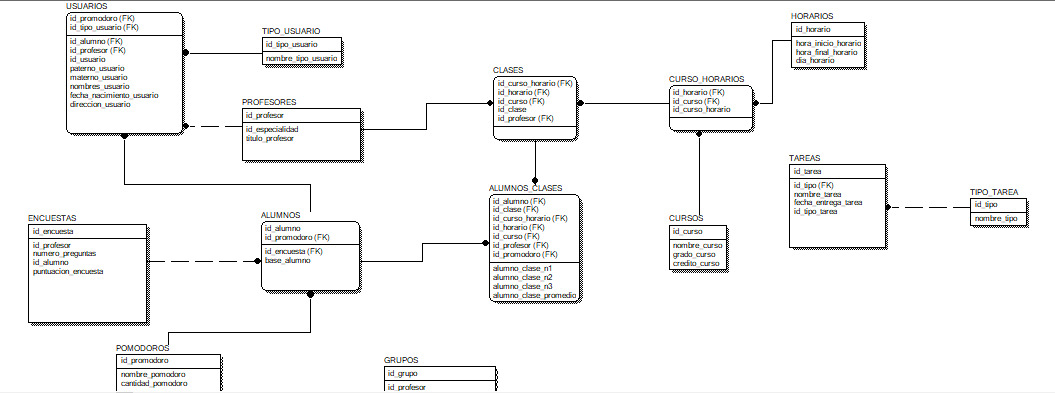 USUARIOS
id_promodoro (FK)
id_tipo_usuario (FK)
id_alumno (FK)
id_profesor (FK)
id_usuario
paterno_usuario
materno_usuario
nombres_usuario
fecha_nacimiento_usuario
direccion_usuario
TIPO_USUARIO
id_tipo_usuario
nombre_tipo_usuario
PROFESORES
id_profesor
id_especialidad
titulo_profesor
CLASES
id_curso_horario (FK)
id_horario (FK)
id_curso (FK)
id_clase
id_profesor (FK)
CURSO_HORARIOS
id_horario (FK)
id_curso (FK)
id_curso_horario
HORARIOS
id_horario
hora_inicio_horario
hora_final_horario
dia_horario
TAREAS
id_tarea
id_tipo (FK)
nombre_tarea
fecha_entrega_tarea
id_tipo_tarea
TIPO_TAREA
id_tipo
nombre_tipo
ENCUESTAS
id_encuesta
id_profesor
numero_preguntas
id_alumno
puntuacion_encuesta
ALUMNOS
id_alumno
id_promodoro (FK)
id_encuesta (FK)
base_alumno
ALUMNOS_CLASES
id_alumno (FK)
id_clase (FK)
id_curso_horario (FK)
id_horario (FK)
id_curso (FK)
id_profesor (FK)
id_promodoro (FK)
alumno_clase_n1
alumno_clase_n2
alumno_clase_n3
alumno_clase_promedio
CURSOS
id_curso
nombre_curso
grado_curso
credito_curso
POMODOROS
id_promodoro
nombre_pomodoro
cantidad_pomodoro
GRUPOS
id_grupo
id_profesor